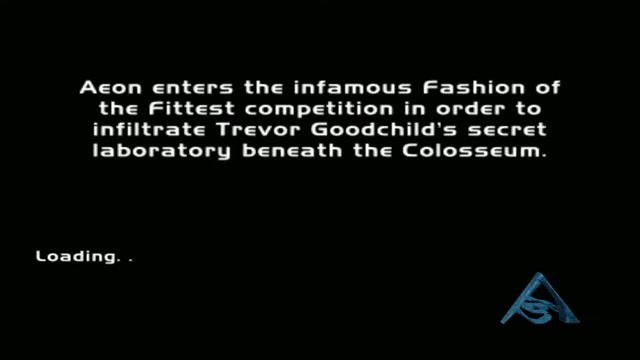 Aeon enters the infamous Fashion of
the Fittest competition in order to
infiltrate Trevor Goodchild's secret
laboratory beneath the Colosseum.
Loading. .